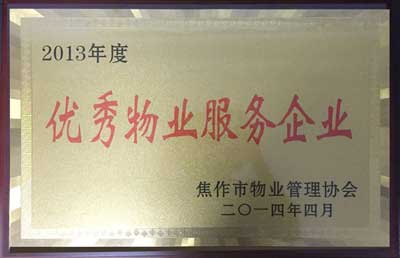 2013年度
优秀物业服务企业
焦作市物业管理协会
二〇一四年四月